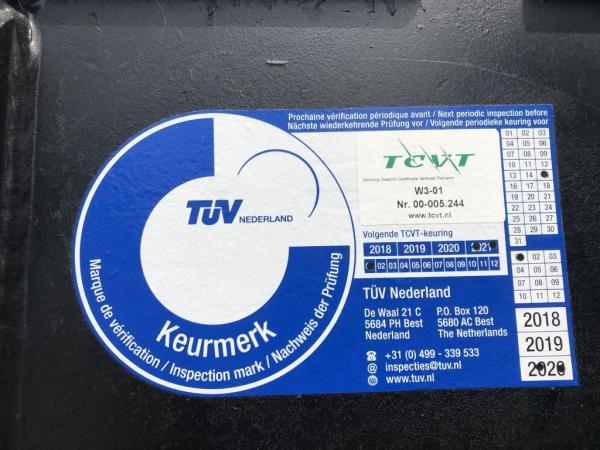 Prochaine vérification périodique avant / Next periodic inspection before
Nächste wiederkehrende Prüfung vor / Volgende periodieke keuring voor
TÜV NEDERLAND
Keurmerk
Marque de vérification / Inspection mark / Nachweis der Prüfung
TCVT
Stichting Toezicht Certificatie Verticaal Transport
W3-01
Nr. 00-005.244
www.tcvt.nl
Volgende TCVT-keuring
2018 2019 2020 2021
02 03 04 05 06 07 08 09 10 11 12
TÜV Nederland
De Waal 21 C P.O. Box 120
5684 PH Best 5680 AC Best
Nederland The Netherlands
+31 (0) 499 - 339 533
@ inspecties@tuv.nl
www.tuv.nl
01 02 03
04 05 06
07 08 09
10 11 12
13 14
16 17 18
19 20 21
22 23 24
25 26 27
28 29 30
31
02 03
04 05 06
07 08 09
10 11 12
2018
2019
2020